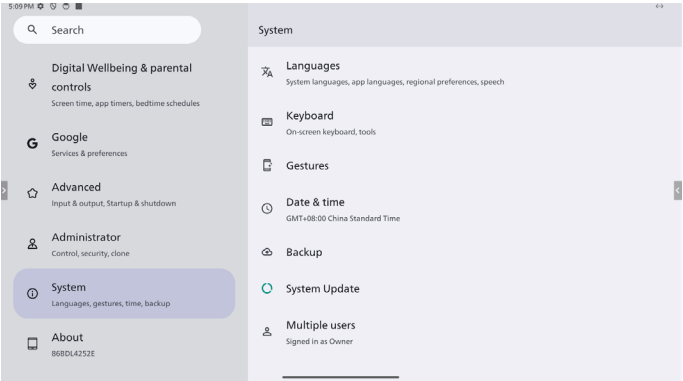 5:09 PM
Search
Digital Wellbeing & parental
controls
Screen time, app timers, bedtime schedules
Google
Services & preferences
Advanced
Input & output, Startup & shutdown
Administrator
Control, security, clone
System
Languages, gestures, time, backup
About
86BDL4252E
System
Languages
System languages, app languages, regional preferences, speech
Keyboard
On-screen keyboard, tools
Gestures
Date & time
GMT+08:00 China Standard Time
Backup
System Update
Multiple users
Signed in as Owner